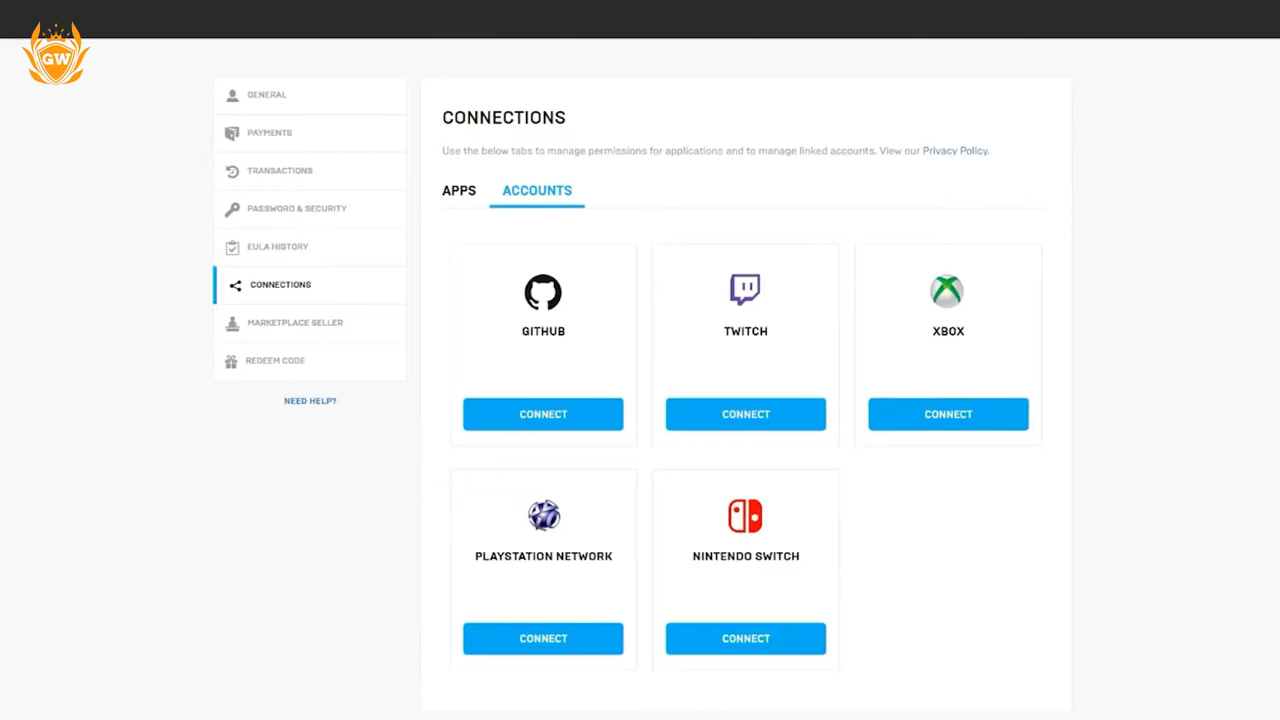 GW
GENERAL
PAYMENTS
TRANSACTIONS
PASSWORD & SECURITY
EULA HISTORY
CONNECTIONS
MARKETPLACE SELLER
REDEEM CODE
NEED HELP?
CONNECTIONS
Use the below tabs to manage permissions for applications and to manage linked accounts. View our Privacy Policy.
APPS ACCOUNTS
GITHUB TWITCH XBOX
CONNECT CONNECT CONNECT
PLAYSTATION NETWORK NINTENDO SWITCH
CONNECT CONNECT